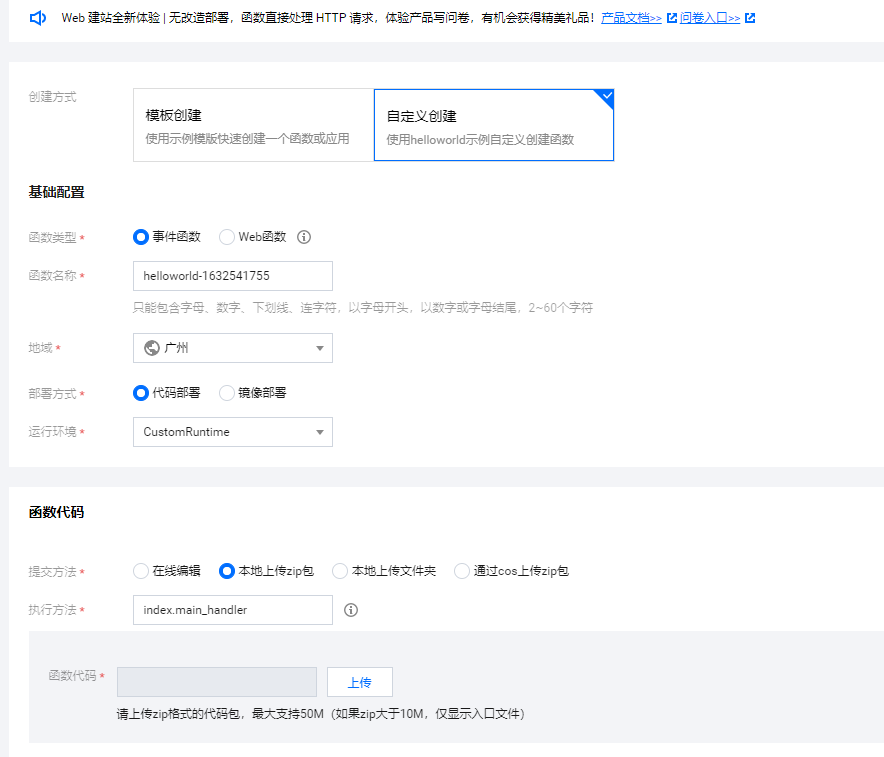 Web 建站全新体验 | 无改造部署，函数直接处理 HTTP 请求，体验产品写问卷，有机会获得精美礼品！产品文档>> 问卷入口>>
创建方式
模板创建
使用示例模版快速创建一个函数或应用
自定义创建
使用helloworld示例自定义创建函数
基础配置
函数类型 * 事件函数 Web函数
函数名称 * helloworld-1632541755
只能包含字母、数字、下划线、连字符，以字母开头，以数字或字母结尾，2~60个字符
地域 * 广州
部署方式 * 代码部署 镜像部署
运行环境 * CustomRuntime
函数代码
提交方法 * 在线编辑 本地上传zip包 本地上传文件夹 通过cos上传zip包
执行方法 * index.main_handler
函数代码 * 上传
请上传zip格式的代码包，最大支持50M（如果zip大于10M，仅显示入口文件）